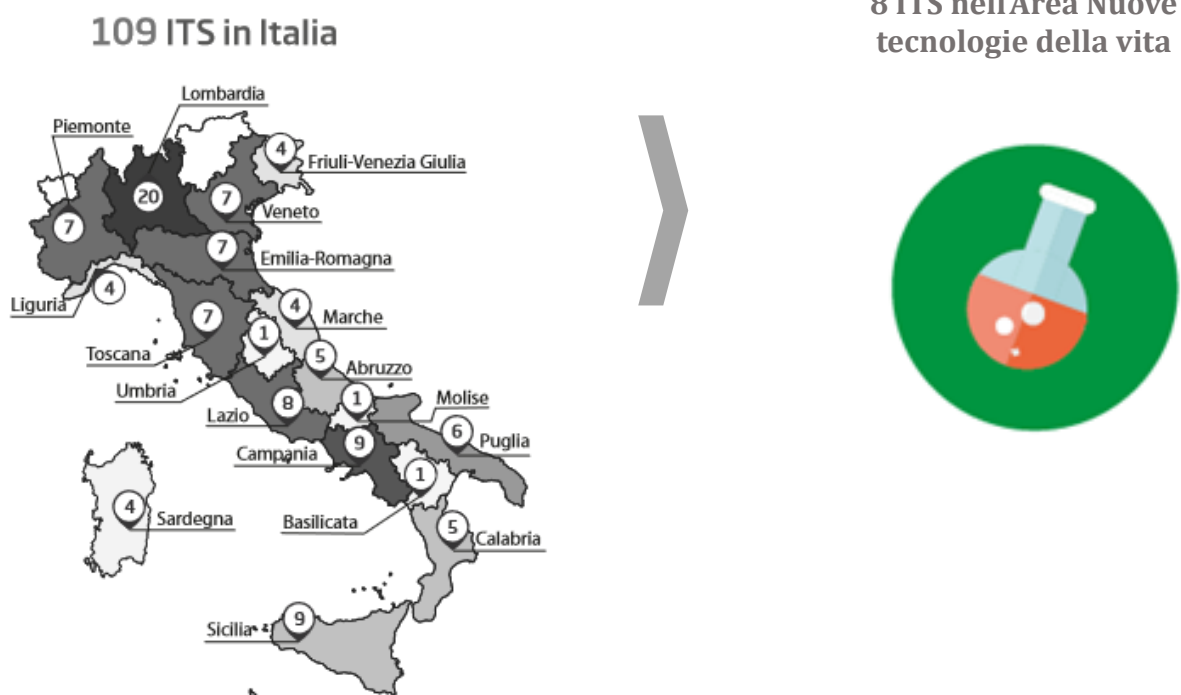 109 ITS in Italia
8 ITS nell'Area Nuove
tecnologie della vita
Lombardia
Piemonte
4
Friuli-Venezia Giulia
20
7
Veneto
7
7
Emilia-Romagna
4
Liguria
4
Marche
7
1
Toscana
5
Abruzzo
Umbria
1
Molise
8
Lazio
9
6
Puglia
Campania
1
4
Sardegna
Basilicata
5
Calabria
9
Sicilia